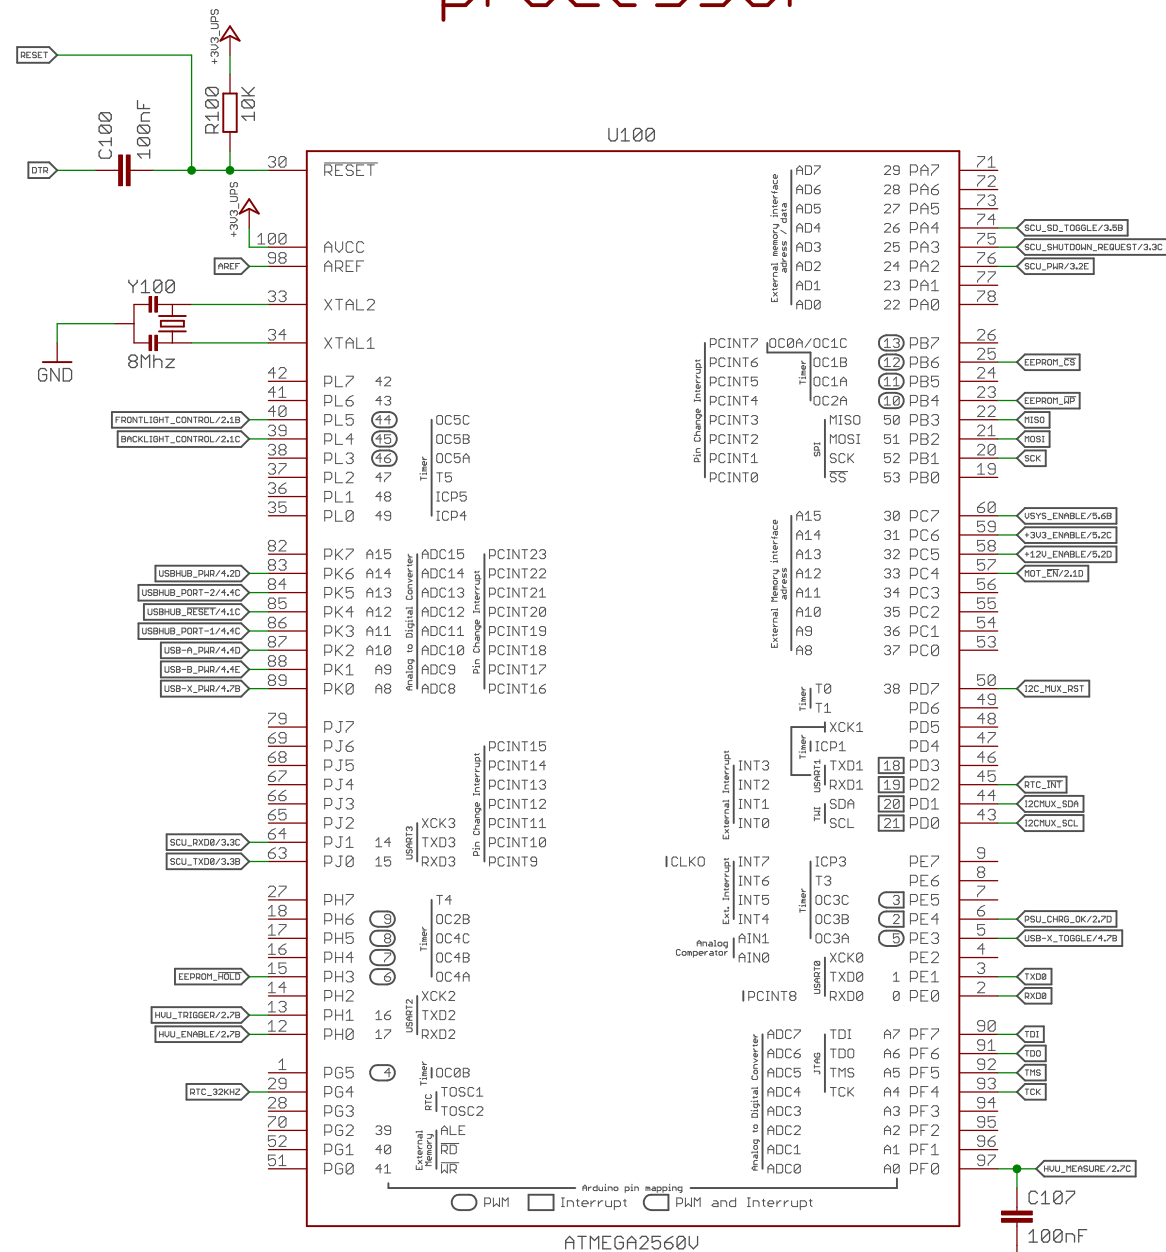 processor
RESET
+3V3_UPS
R100
10K
C100
100nF
DTR
+3V3_UPS
AREF
Y100
8Mhz
GND
U100
30 RESET
100 AVCC
98 AREF
33 XTAL2
34 XTAL1
42 PL7 42
41 PL6 43
FRONTLIGHT_CONTROL/2.1B 40 PL5 44 OC5C
BACKLIGHT_CONTROL/2.1C 39 PL4 45 OC5B
38 PL3 46 OC5A
37 PL2 47 T5
36 PL1 48 ICP5
35 PL0 49 ICP4
Timer
82 PK7 A15 ADC15 PCINT23
USBHUB_PWR/4.2D 83 PK6 A14 ADC14 PCINT22
USBHUB_PORT-2/4.4C 84 PK5 A13 ADC13 PCINT21
USBHUB_RESET/4.1C 85 PK4 A12 ADC12 PCINT20
USBHUB_PORT-1/4.4C 86 PK3 A11 ADC11 PCINT19
USB-A_PWR/4.4D 87 PK2 A10 ADC10 PCINT18
USB-B_PWR/4.4E 88 PK1 A9 ADC9 PCINT17
USB-X_PWR/4.7B 89 PK0 A8 ADC8 PCINT16
Analog to Digital Converter
Pin Change Interrupt
79 PJ7
69 PJ6 PCINT15
68 PJ5 PCINT14
67 PJ4 PCINT13
66 PJ3 PCINT12
65 PJ2 XCK3 PCINT11
SCU_RXD0/3.3C 64 PJ1 14 TXD3 PCINT10
SCU_TXD0/3.3B 63 PJ0 15 RXD3 PCINT9
USART3
Pin Change Interrupt
27 PH7 T4
18 PH6 9 OC2B
17 PH5 8 OC4C
16 PH4 7 OC4B
EEPROM_HOLD 15 PH3 6 OC4A
Timer
14 PH2 XCK2
HVU_TRIGGER/2.7B 13 PH1 16 TXD2
HVU_ENABLE/2.7B 12 PH0 17 RXD2
USART2
1 PG5 4 Timer OC0B
RTC_32KHZ 29 PG4 TOSC1
28 PG3 TOSC2
RTC
70 PG2 39 ALE
52 PG1 40 RD
51 PG0 41 WR
External
Memory
AD7 29 PA7 71
AD6 28 PA6 72
AD5 27 PA5 73
AD4 26 PA4 74 SCU_SD_TOGGLE/3.5B
AD3 25 PA3 75 SCU_SHUTDOWN_REQUEST/3.3C
AD2 24 PA2 76 SCU_PWR/3.2E
AD1 23 PA1 77
AD0 22 PA0 78
External memory interface
adress / data
PCINT7 OC0A/OC1C 13 PB7 26
PCINT6 OC1B 12 PB6 25 EEPROM_CS
PCINT5 OC1A 11 PB5 24
PCINT4 OC2A 10 PB4 23 EEPROM_WP
PCINT3 MISO 50 PB3 22 MISO
PCINT2 MOSI 51 PB2 21 MOSI
PCINT1 SCK 52 PB1 20 SCK
PCINT0 SS 53 PB0 19
Pin Change Interrupt
Timer
SPI
A15 30 PC7 60 VSYS_ENABLE/5.6B
A14 31 PC6 59 +3V3_ENABLE/5.2C
A13 32 PC5 58 +12V_ENABLE/5.2D
A12 33 PC4 57 MOT_EN/2.1D
A11 34 PC3 56
A10 35 PC2 55
A9 36 PC1 54
A8 37 PC0 53
External Memory interface
adress
T0 38 PD7 50 I2C_MUX_RST
T1 PD6 49
Timer
XCK1 PD5 48
ICP1 PD4 47
Timer
INT3 TXD1 18 PD3 46
INT2 RXD1 19 PD2 45 RTC_INT
INT1 SDA 20 PD1 44 I2CMUX_SDA
INT0 SCL 21 PD0 43 I2CMUX_SCL
External Interrupt
USART1
TWI
CLKO INT7 ICP3 PE7 9
INT6 T3 PE6 8
INT5 OC3C 3 PE5 7
INT4 OC3B 2 PE4 6 PSU_CHRG_OK/2.7D
AIN1 OC3A 5 PE3 5 USB-X_TOGGLE/4.7B
AIN0 XCK0 PE2 4
TXD0 1 PE1 3 TXD0
PCINT8 RXD0 0 PE0 2 RXD0
Ext. Interrupt
Timer
Analog
Comperator
USART0
ADC7 TDI A7 PF7 90 TDI
ADC6 TDO A6 PF6 91 TDO
ADC5 TMS A5 PF5 92 TMS
ADC4 TCK A4 PF4 93 TCK
ADC3 A3 PF3 94
ADC2 A2 PF2 95
ADC1 A1 PF1 96
ADC0 A0 PF0 97 HVU_MEASURE/2.7C
Analog to Digital Converter
JTAG
C107
100nF
Arduino pin mapping
PWM Interrupt PWM and Interrupt
ATMEGA2560V